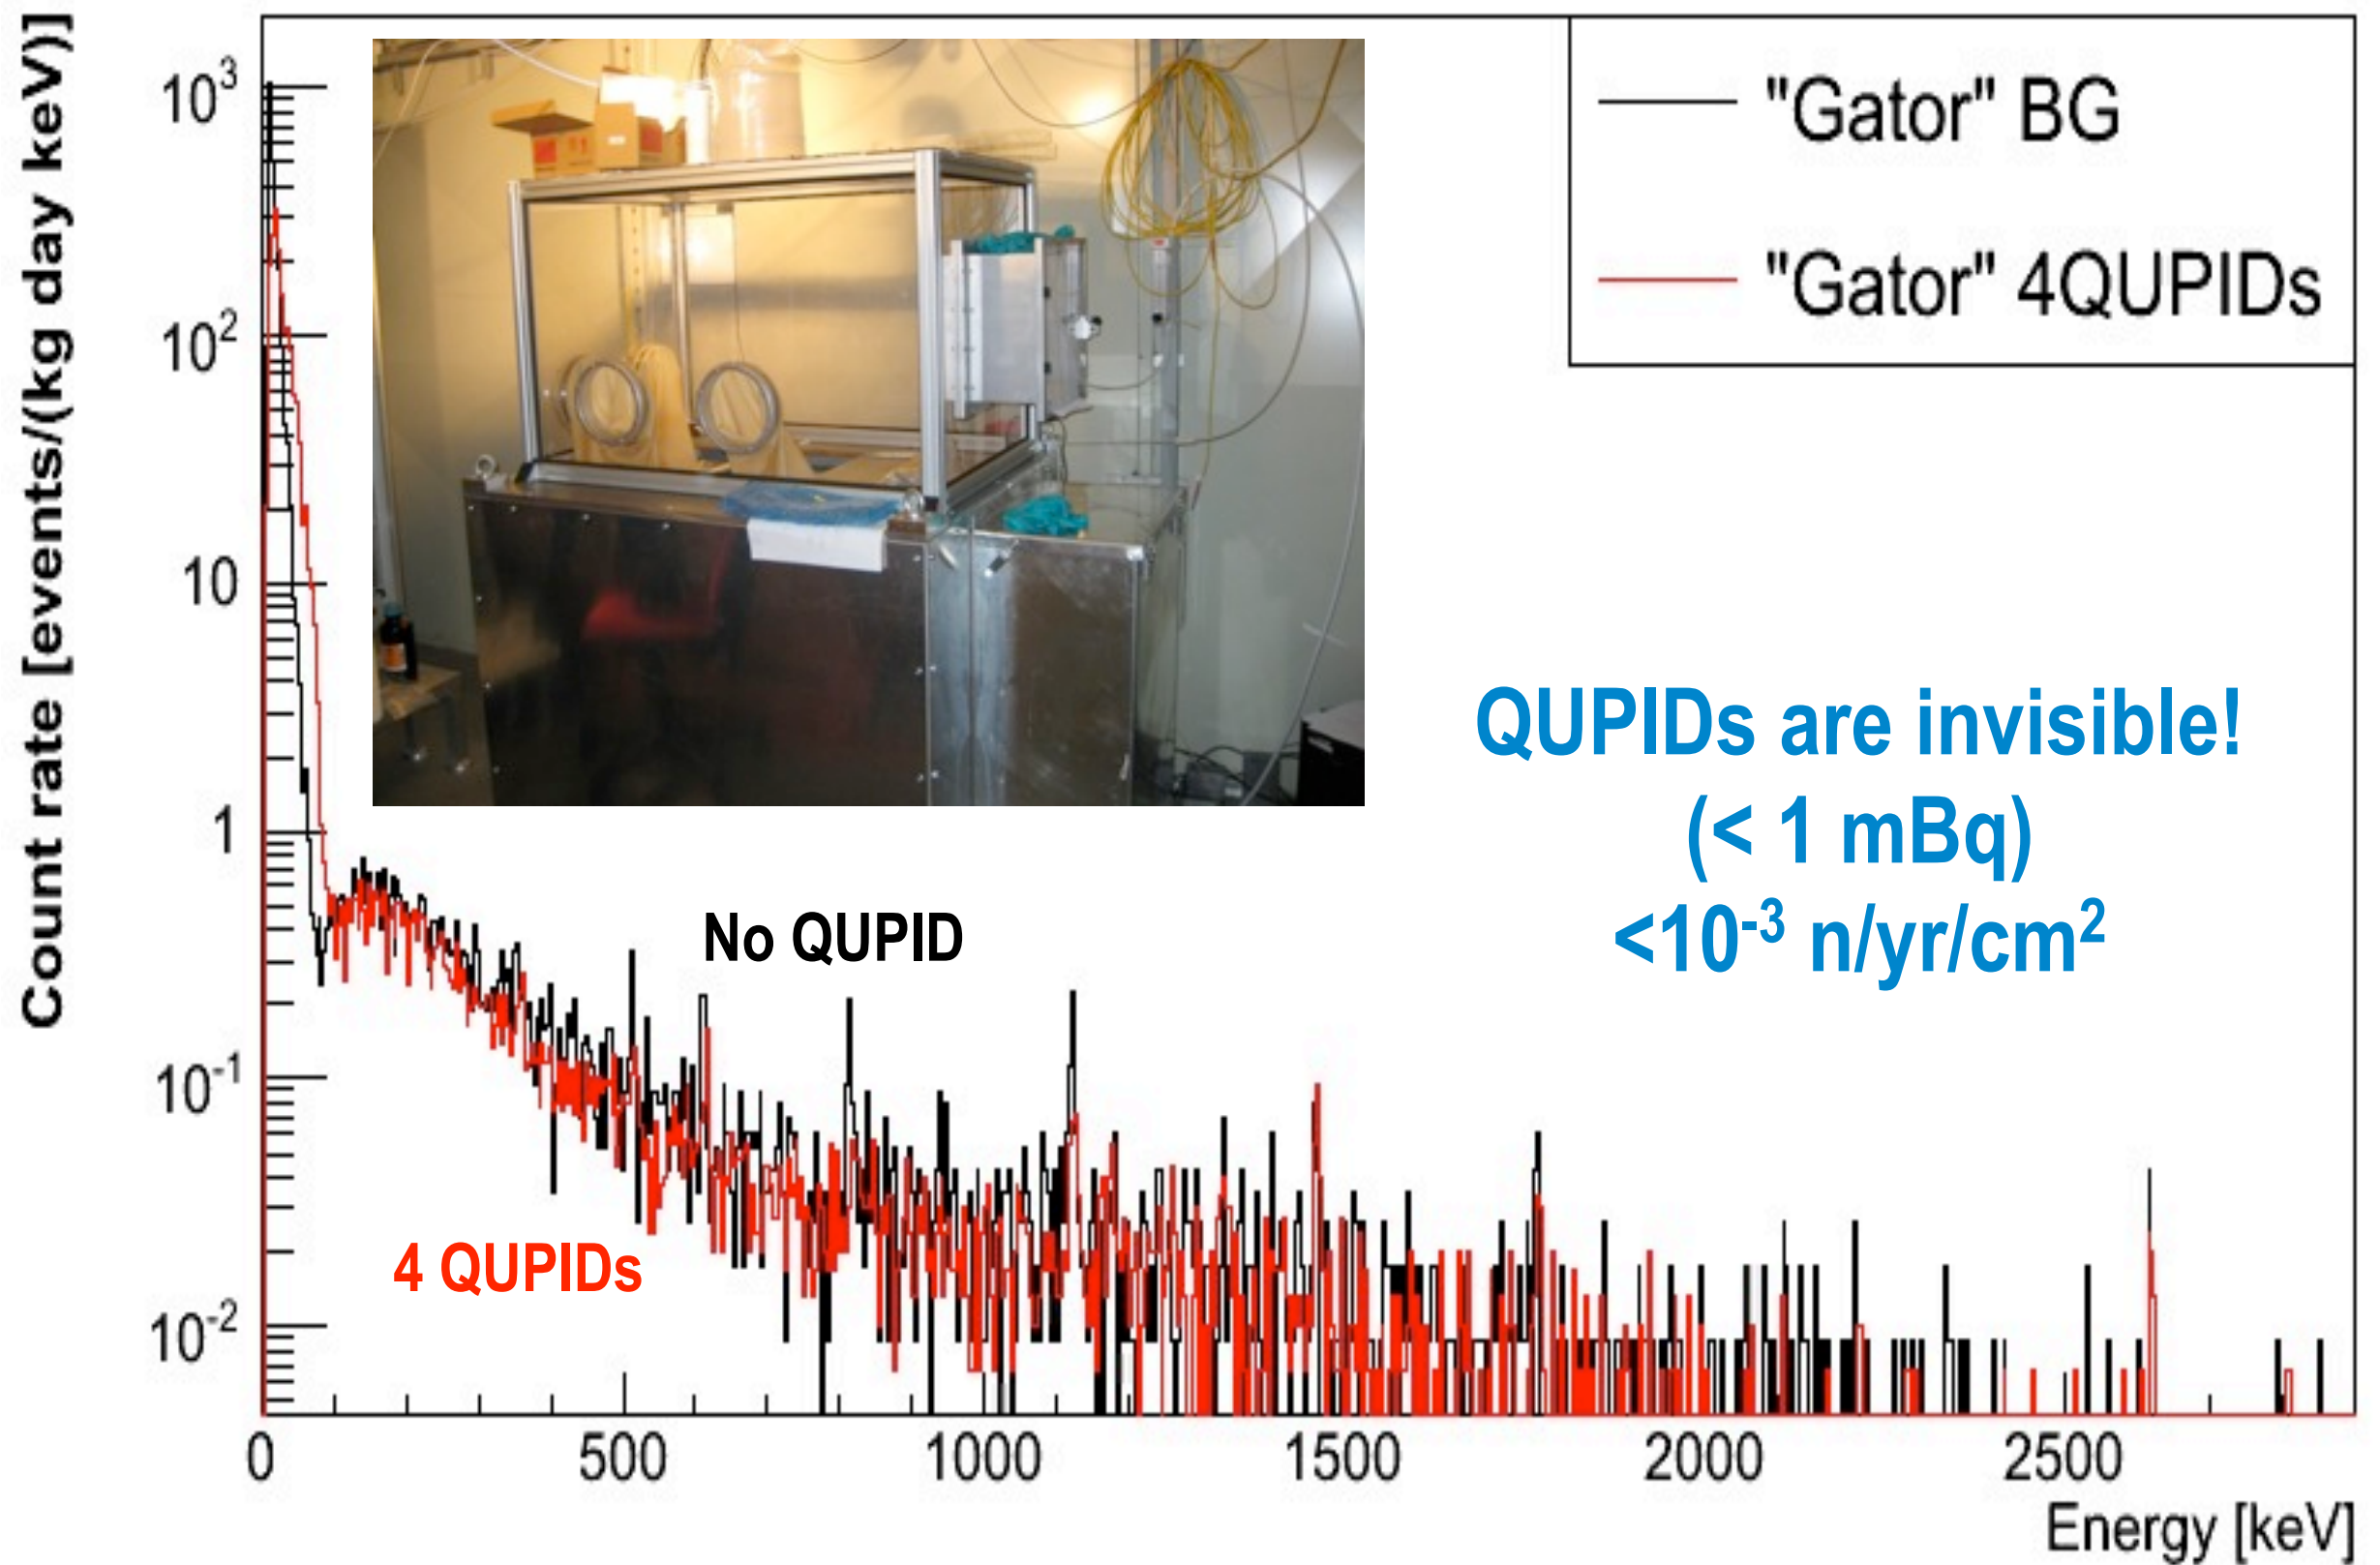 Count rate [events/(kg day keV)]
10³
10²
10
1
10⁻¹
10⁻²
"Gator" BG
"Gator" 4QUPIDs
QUPIDs are invisible!
(< 1 mBq)
<10⁻³ n/yr/cm²
No QUPID
4 QUPIDs
0 500 1000 1500 2000 2500
Energy [keV]